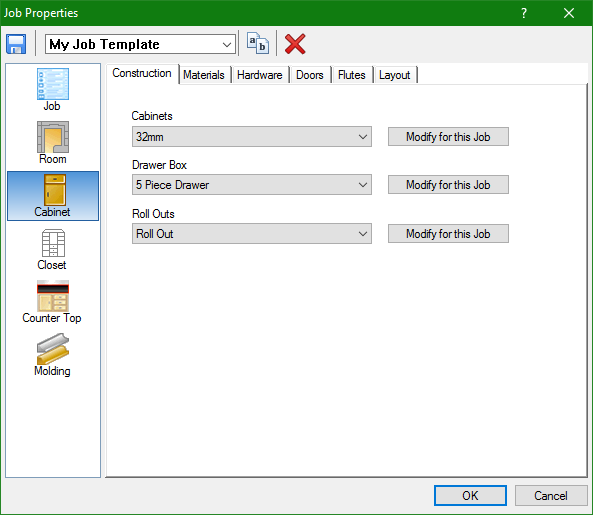 Job Properties
?
My Job Template
a b
Construction Materials Hardware Doors Flutes Layout
Job
Room
Cabinet
Closet
Counter Top
Molding
Cabinets
32mm Modify for this Job
Drawer Box
5 Piece Drawer Modify for this Job
Roll Outs
Roll Out Modify for this Job
OK Cancel